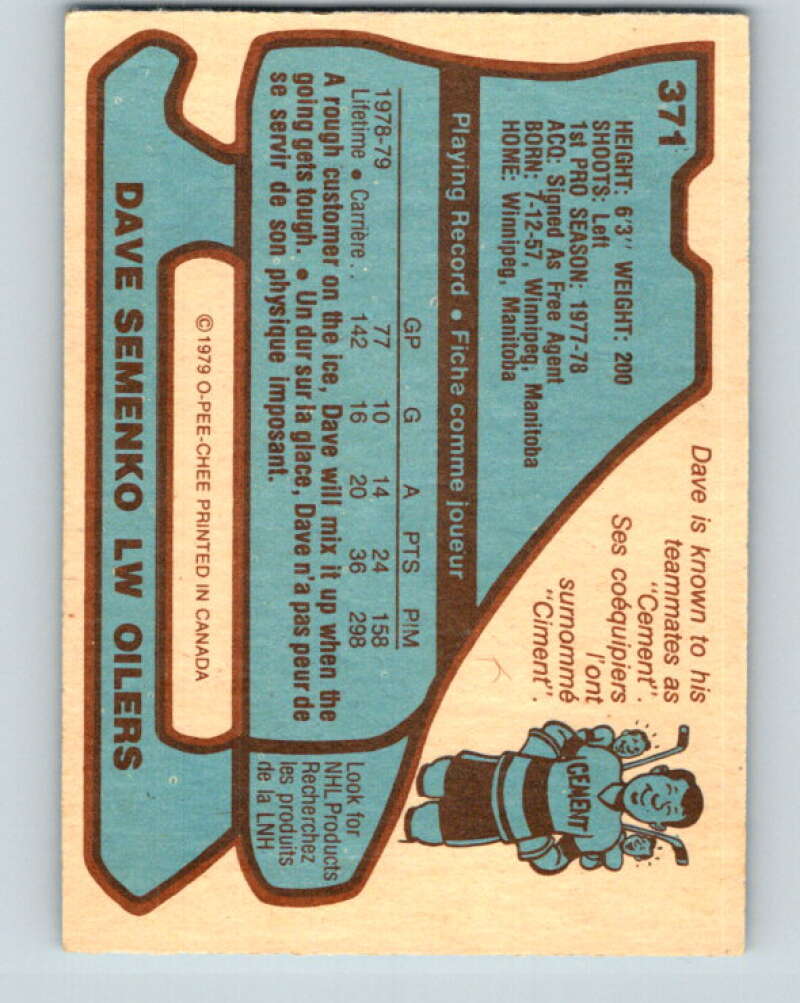 371
HEIGHT: 6'3" WEIGHT: 200
SHOOTS: Left
1st PRO SEASON: 1977-78
ACQ: Signed As Free Agent
BORN: 7-12-57, Winnipeg, Manitoba
HOME: Winnipeg, Manitoba
Dave is known to his
teammates as
"Cement".
Ses coéquipiers
l'ont
surnommé
"Ciment".
CEMENT
Playing Record • Fiche comme joueur
GP G A PTS PIM
1978-79 77 10 14 24 158
Lifetime • Carrière . . 142 16 20 36 298
A rough customer on the ice, Dave will mix it up when the
going gets tough. • Un dur sur la glace, Dave n'a pas peur de
se servir de son physique imposant.
Look for
NHL Products
Recherchez
les produits
de la LNH
© 1979 O-PEE-CHEE PRINTED IN CANADA
DAVE SEMENKO LW OILERS